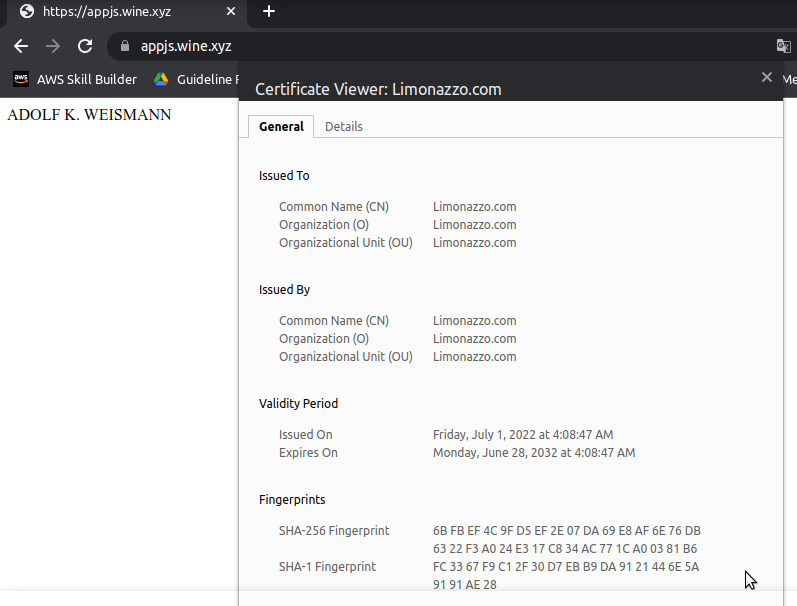 https://appjs.wine.xyz
appjs.wine.xyz
AWS Skill Builder Guideline
ADOLF K. WEISMANN
Certificate Viewer: Limonazzo.com
General Details
Issued To
Common Name (CN) Limonazzo.com
Organization (O) Limonazzo.com
Organizational Unit (OU) Limonazzo.com
Issued By
Common Name (CN) Limonazzo.com
Organization (O) Limonazzo.com
Organizational Unit (OU) Limonazzo.com
Validity Period
Issued On Friday, July 1, 2022 at 4:08:47 AM
Expires On Monday, June 28, 2032 at 4:08:47 AM
Fingerprints
SHA-256 Fingerprint 6B FB EF 4C 9F D5 EF 2E 07 DA 69 E8 AF 6E 76 DB
63 22 F3 A0 24 E3 17 C8 34 AC 77 1C A0 03 81 B6
SHA-1 Fingerprint FC 33 67 F9 C1 2F 30 D7 EB B9 DA 91 21 44 6E 5A
91 91 AE 28